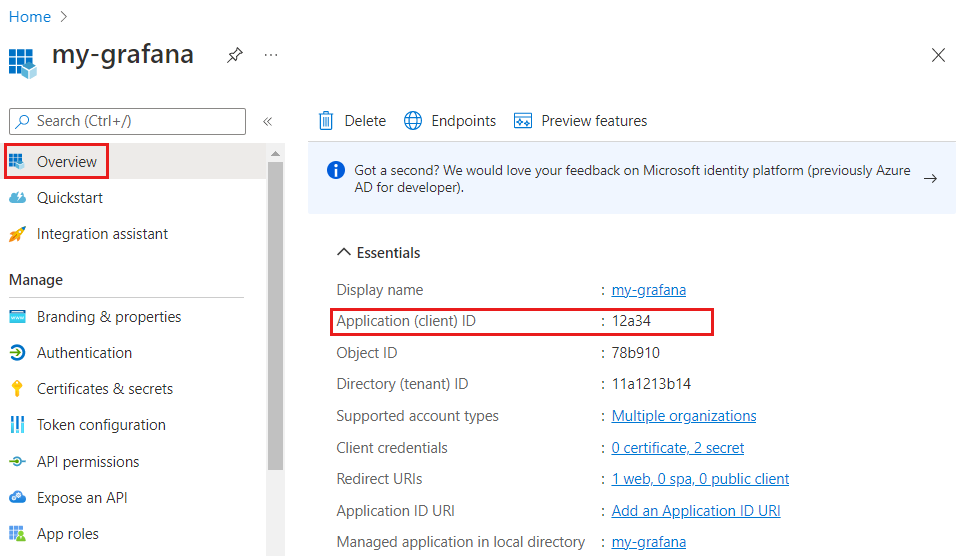 Home
my-grafana
Search (Ctrl+/)
Overview
Quickstart
Integration assistant
Manage
Branding & properties
Authentication
Certificates & secrets
Token configuration
API permissions
Expose an API
App roles
Delete Endpoints Preview features
Got a second? We would love your feedback on Microsoft identity platform (previously Azure
AD for developer).
Essentials
Display name : my-grafana
Application (client) ID : 12a34
Object ID : 78b910
Directory (tenant) ID : 11a1213b14
Supported account types : Multiple organizations
Client credentials : 0 certificate, 2 secret
Redirect URIs : 1 web, 0 spa, 0 public client
Application ID URI : Add an Application ID URI
Managed application in local directory : my-grafana